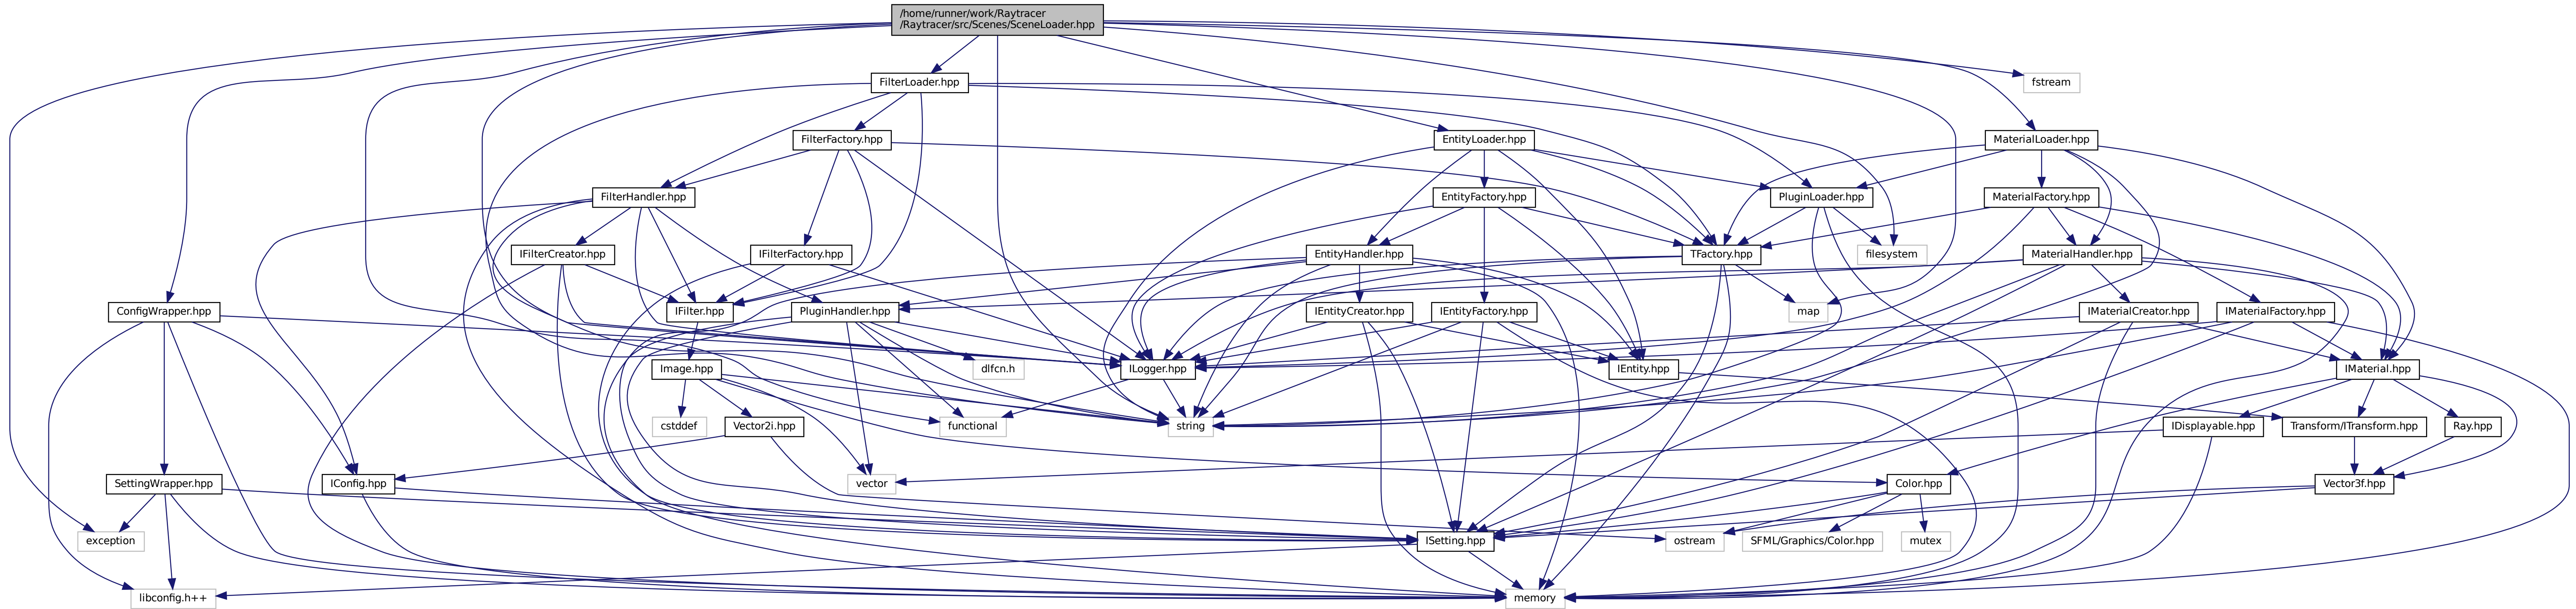 /home/runner/work/Raytracer
/Raytracer/src/Scenes/SceneLoader.hpp
FilterLoader.hpp
fstream
FilterFactory.hpp
EntityLoader.hpp
MaterialLoader.hpp
FilterHandler.hpp
EntityFactory.hpp
PluginLoader.hpp
MaterialFactory.hpp
IFilterCreator.hpp
IFilterFactory.hpp
EntityHandler.hpp
TFactory.hpp
filesystem
MaterialHandler.hpp
ConfigWrapper.hpp
IFilter.hpp
PluginHandler.hpp
IEntityCreator.hpp
IEntityFactory.hpp
map
IMaterialCreator.hpp
IMaterialFactory.hpp
Image.hpp
dlfcn.h
ILogger.hpp
IEntity.hpp
IMaterial.hpp
cstddef
Vector2i.hpp
functional
string
IDisplayable.hpp
Transform/ITransform.hpp
Ray.hpp
SettingWrapper.hpp
IConfig.hpp
vector
Color.hpp
Vector3f.hpp
exception
ISetting.hpp
ostream
SFML/Graphics/Color.hpp
mutex
libconfig.h++
memory